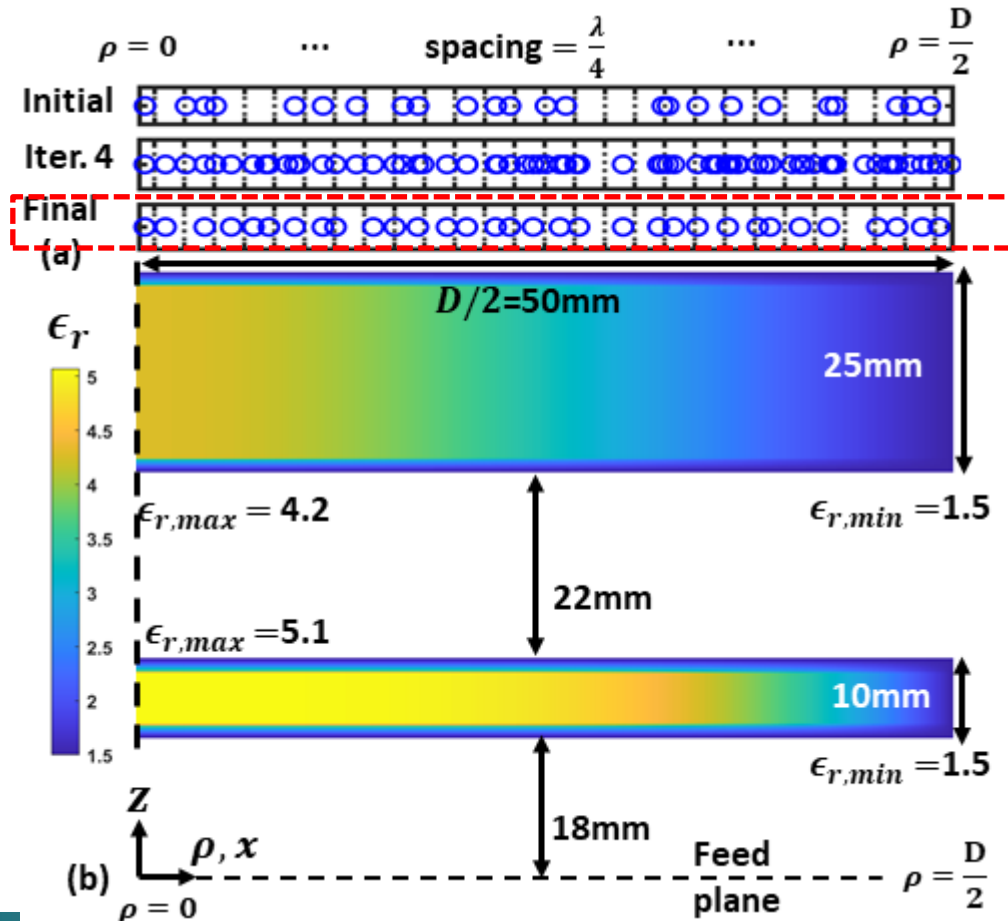 ρ = 0 ... spacing = λ/4 ... ρ = D/2
Initial
Iter. 4
Final
(a)
D/2=50mm
ϵr
25mm
5
4.5
4
3.5
3
2.5
2
1.5
ϵr,max = 4.2
ϵr,min =1.5
22mm
ϵr,max =5.1
10mm
ϵr,min =1.5
18mm
Z
ρ, x
Feed
plane
(b)
ρ = 0
ρ = D/2